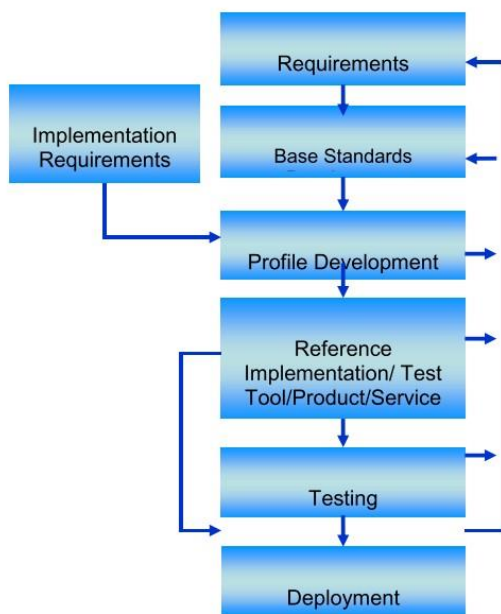 Requirements
Implementation
Requirements
Base Standards
Profile Development
Reference
Implementation/ Test
Tool/Product/Service
Testing
Deployment